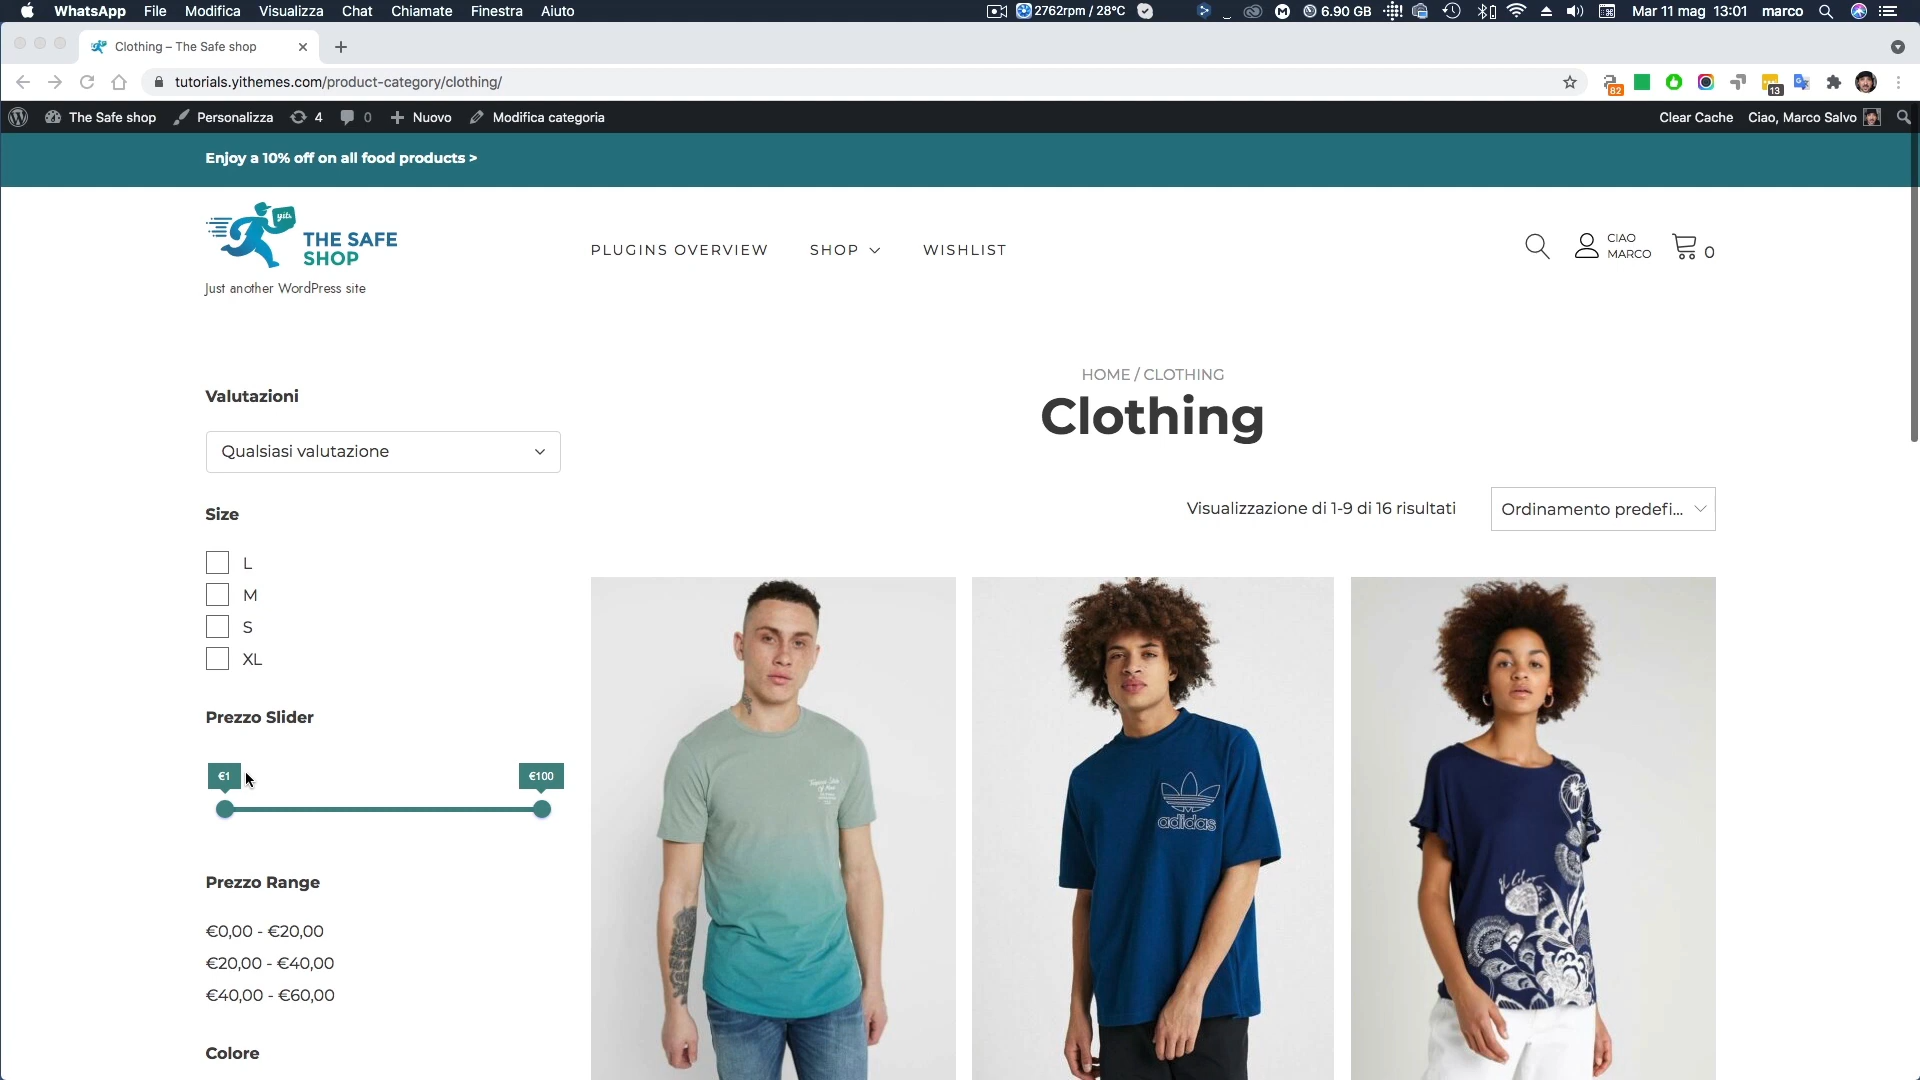 WhatsApp File Modifica Visualizza Chat Chiamate Finestra Aiuto 2762rpm / 28°C 6.90 GB Mar 11 mag 13:01 marco
Clothing – The Safe shop
tutorials.yithemes.com/product-category/clothing/ 82 13
The Safe shop Personalizza 4 0 Nuovo Modifica categoria Clear Cache Ciao, Marco Salvo
Enjoy a 10% off on all food products >
yith
THE SAFE
SHOP
Just another WordPress site
PLUGINS OVERVIEW SHOP WISHLIST
CIAO
MARCO
0
Valutazioni
Qualsiasi valutazione
Size
L
M
S
XL
Prezzo Slider
€1 €100
Prezzo Range
€0,00 - €20,00
€20,00 - €40,00
€40,00 - €60,00
Colore
HOME / CLOTHING
Clothing
Visualizzazione di 1-9 di 16 risultati
Ordinamento predefi...
adidas